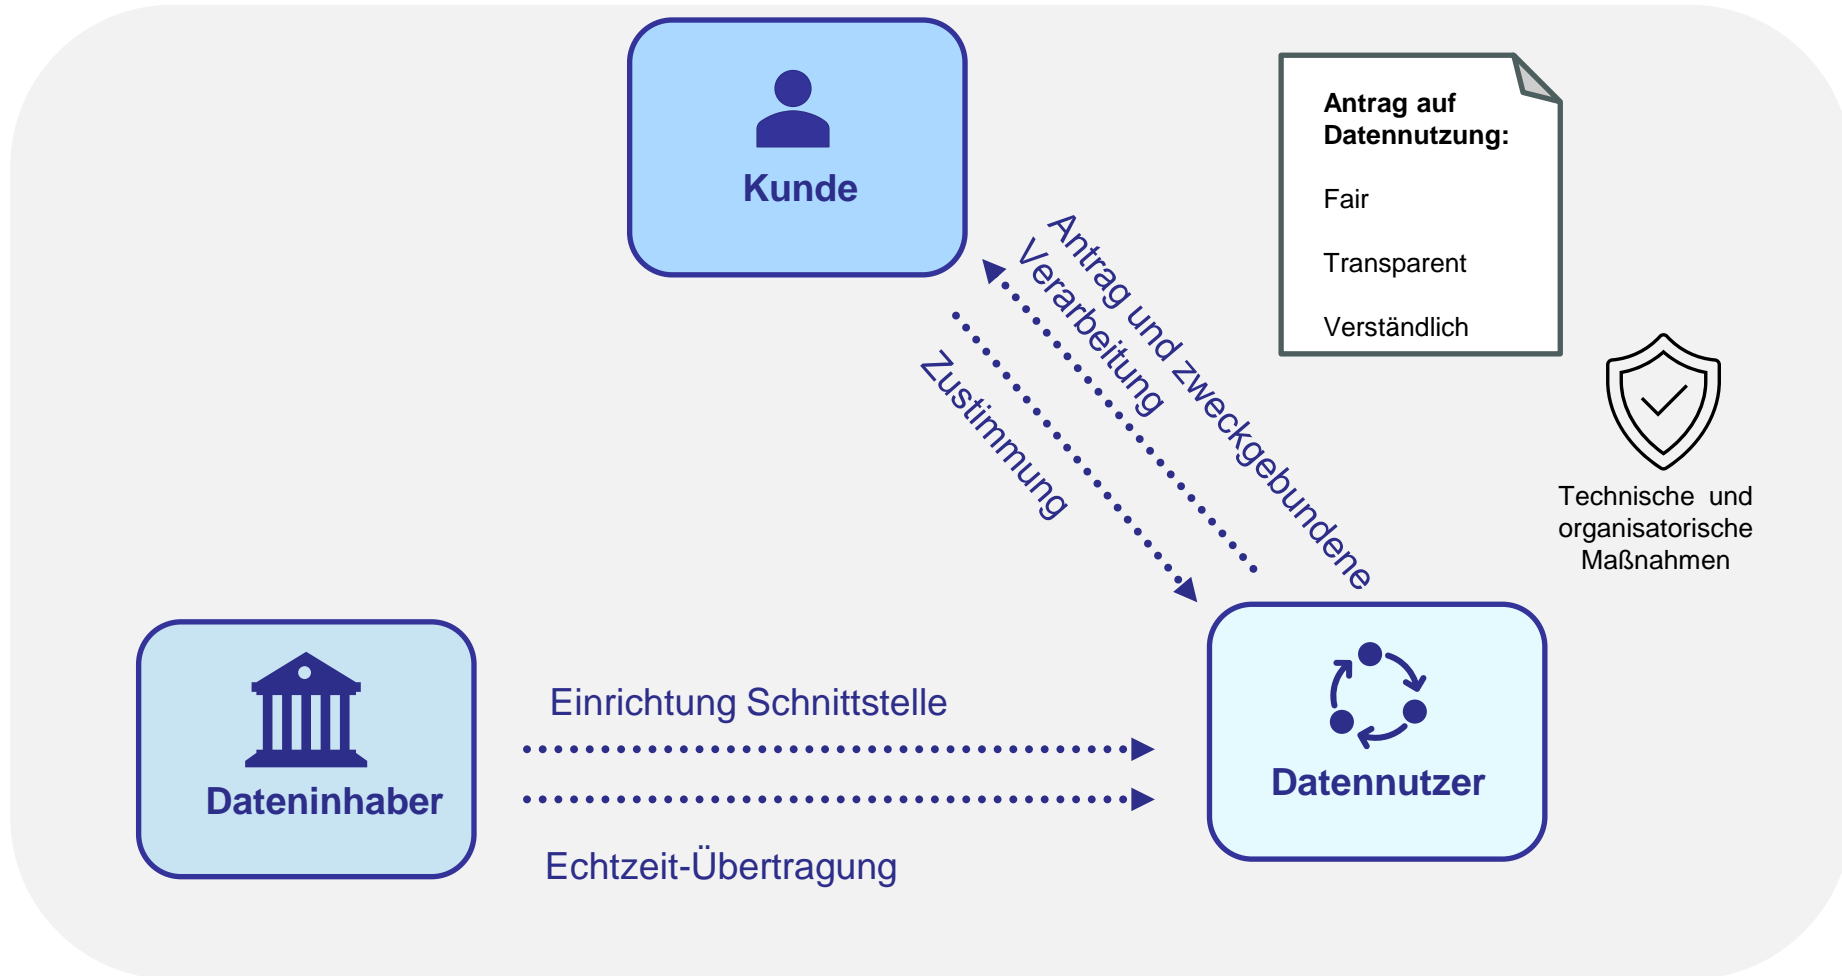 Kunde
Antrag auf
Datennutzung:
Fair
Transparent
Verständlich
Antrag und zweckgebundene
Verarbeitung
Zustimmung
Technische und
organisatorische
Maßnahmen
Dateninhaber
Einrichtung Schnittstelle
Echtzeit-Übertragung
Datennutzer